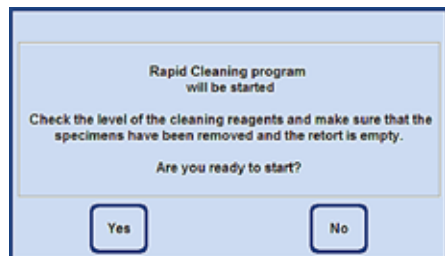 Rapid Cleaning program
will be started
Check the level of the cleaning reagents and make sure that the
specimens have been removed and the retort is empty.
Are you ready to start?
Yes
No